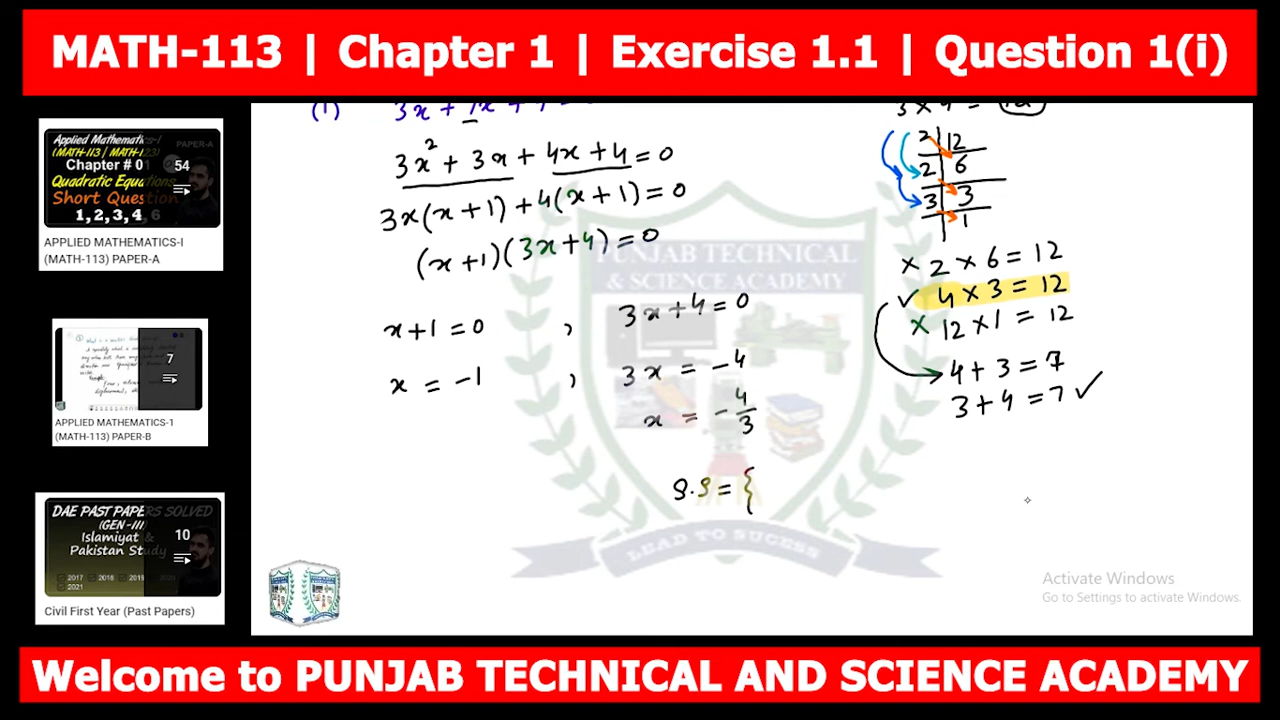 MATH-113 | Chapter 1 | Exercise 1.1 | Question 1(i)
Applied Mathemati
(MATH-113 | MATH-123)
PAPER-A
Chapter # 0
54
Quadratic Equations
Short Question
1, 2, 3, 4, 6
APPLIED MATHEMATICS-I
(MATH-113) PAPER-A
7
APPLIED MATHEMATICS-1
(MATH-113) PAPER-B
DAE PAST PAPERS SOLVED
(GEN-III)
10
Islamiyat &
Pakistan Study
2017 2018 2019
2021
Civil First Year (Past Papers)
(i)
3x² + 3x + 4x + 4 = 0
3x(x + 1) + 4(x + 1) = 0
(x + 1)(3x + 4) = 0
x + 1 = 0 , 3x + 4 = 0
x = -1 , 3x = -4
x = -4/3
S.S = {
2 | 12
2 | 6
3 | 3
1
× 2 × 6 = 12
✓ 4 × 3 = 12
× 12 × 1 = 12
4 + 3 = 7
3 + 4 = 7 ✓
PUNJAB TECHNICAL
& SCIENCE ACADEMY
LEAD TO SUCCESS
Activate Windows
Go to Settings to activate Windows.
Welcome to PUNJAB TECHNICAL AND SCIENCE ACADEMY